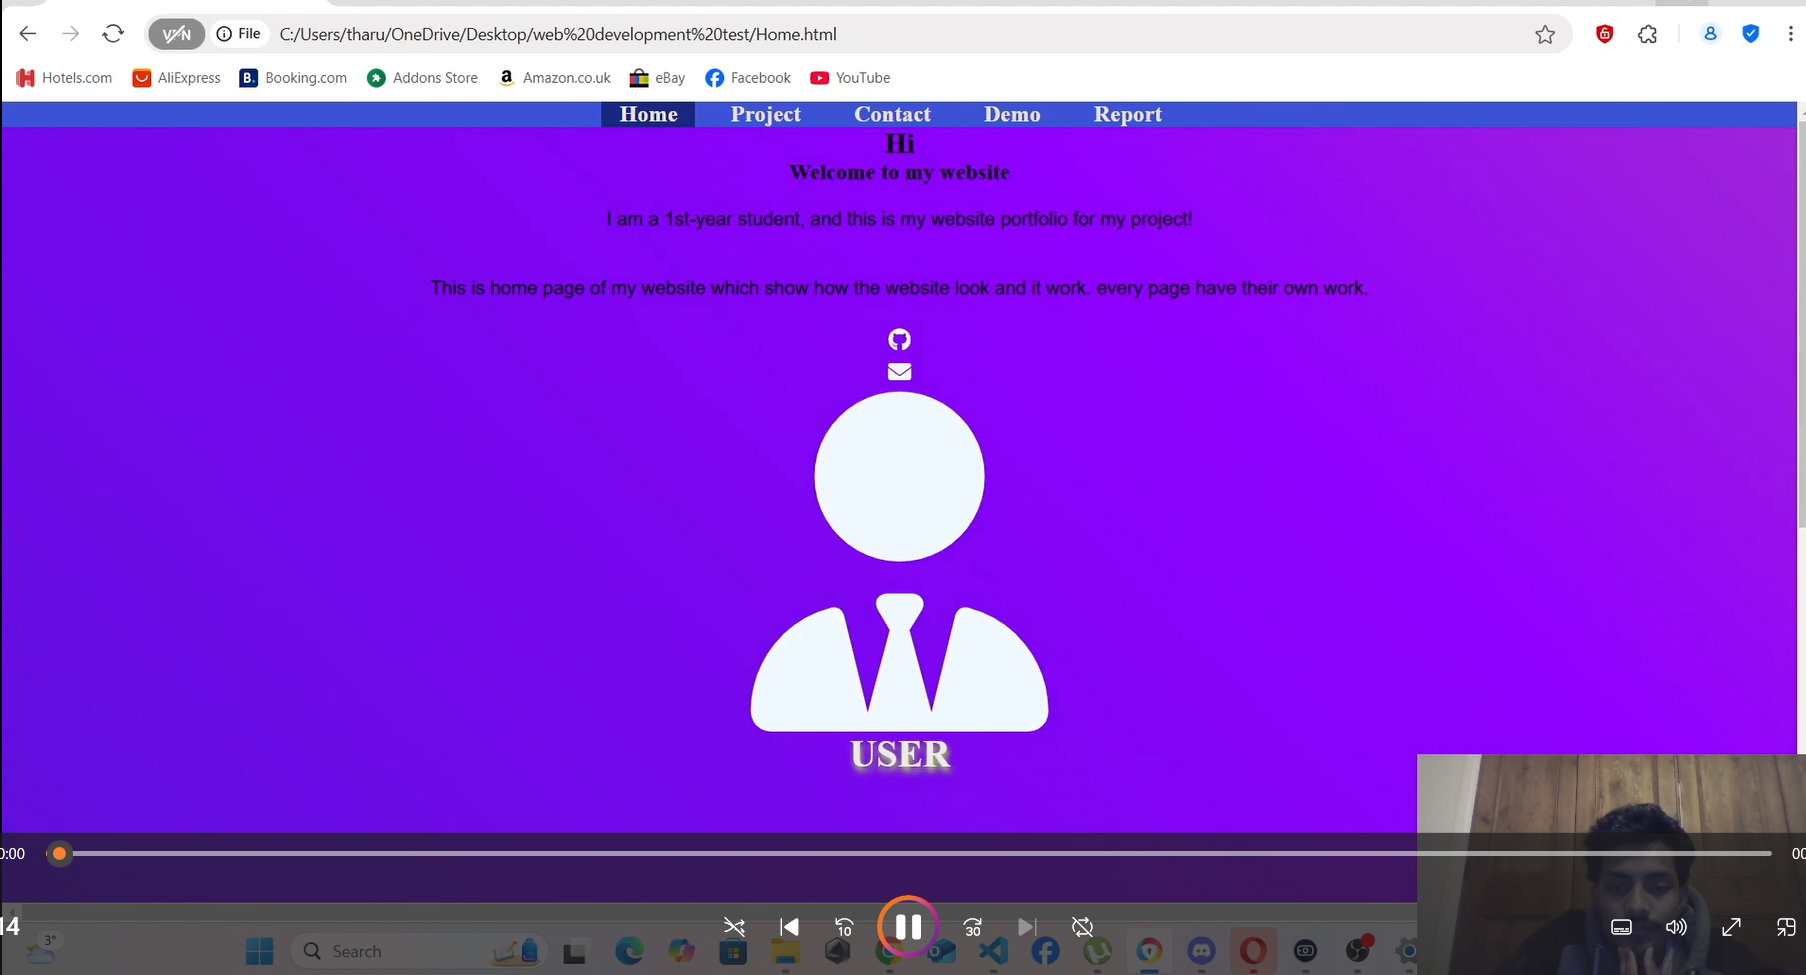 VPN File C:/Users/tharu/OneDrive/Desktop/web%20development%20test/Home.html
Hotels.com AliExpress B. Booking.com Addons Store a Amazon.co.uk eBay Facebook YouTube
Home Project Contact Demo Report
Hi
Welcome to my website
I am a 1st-year student, and this is my website portfolio for my project!
This is home page of my website which show how the website look and it work. every page have their own work.
USER
0:00 00
14 10 30
3° Search